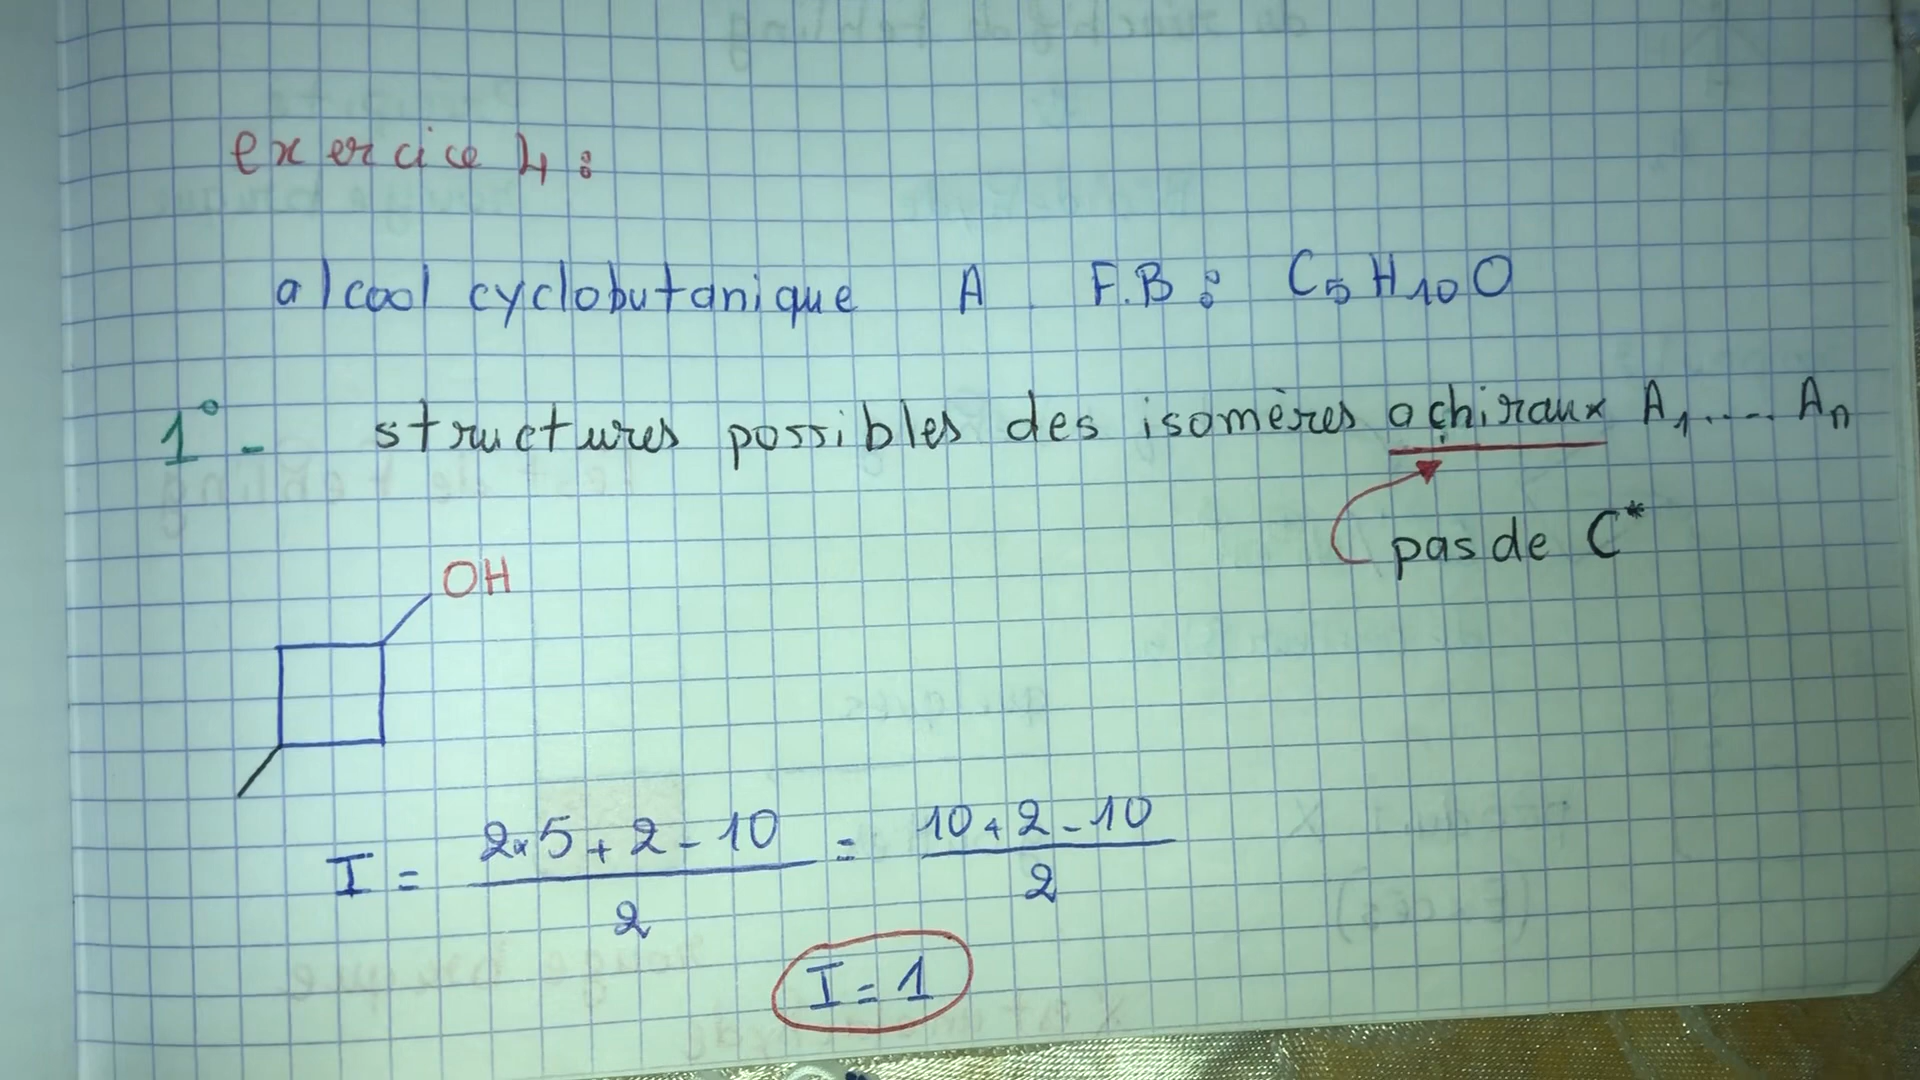 exercice 4 :
alcool cyclobutanique A F.B : C₅H₁₀O
1° - structures possibles des isomères achiraux A₁.... Aₙ
pas de C*
OH
I = (2×5+2-10)/2 = (10+2-10)/2
I = 1